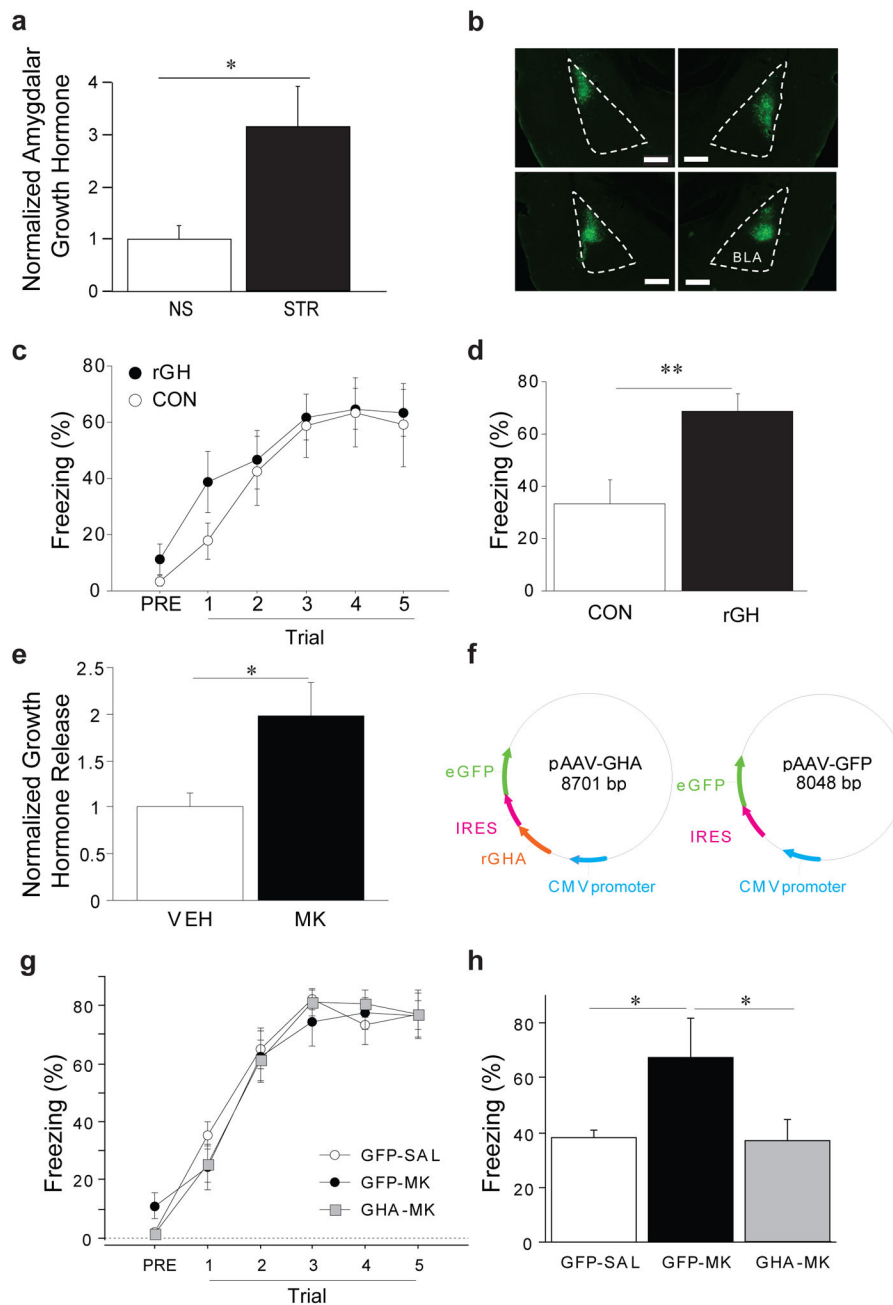 a
Normalized Amygdalar
Growth Hormone
4
3
2
1
0
*
NS
STR
b
BLA
c
Freezing (%)
80
60
40
20
0
rGH
CON
PRE
1
2
3
4
5
Trial
d
Freezing (%)
80
60
40
20
0
**
CON
rGH
e
Normalized Growth
Hormone Release
2.5
2
1.5
1
0.5
0
*
VEH
MK
f
pAAV-GHA
8701 bp
eGFP
IRES
rGHA
CMV promoter
pAAV-GFP
8048 bp
eGFP
IRES
CMV promoter
g
Freezing (%)
80
60
40
20
0
GFP-SAL
GFP-MK
GHA-MK
PRE
1
2
3
4
5
Trial
h
Freezing (%)
80
60
40
20
0
*
*
GFP-SAL
GFP-MK
GHA-MK